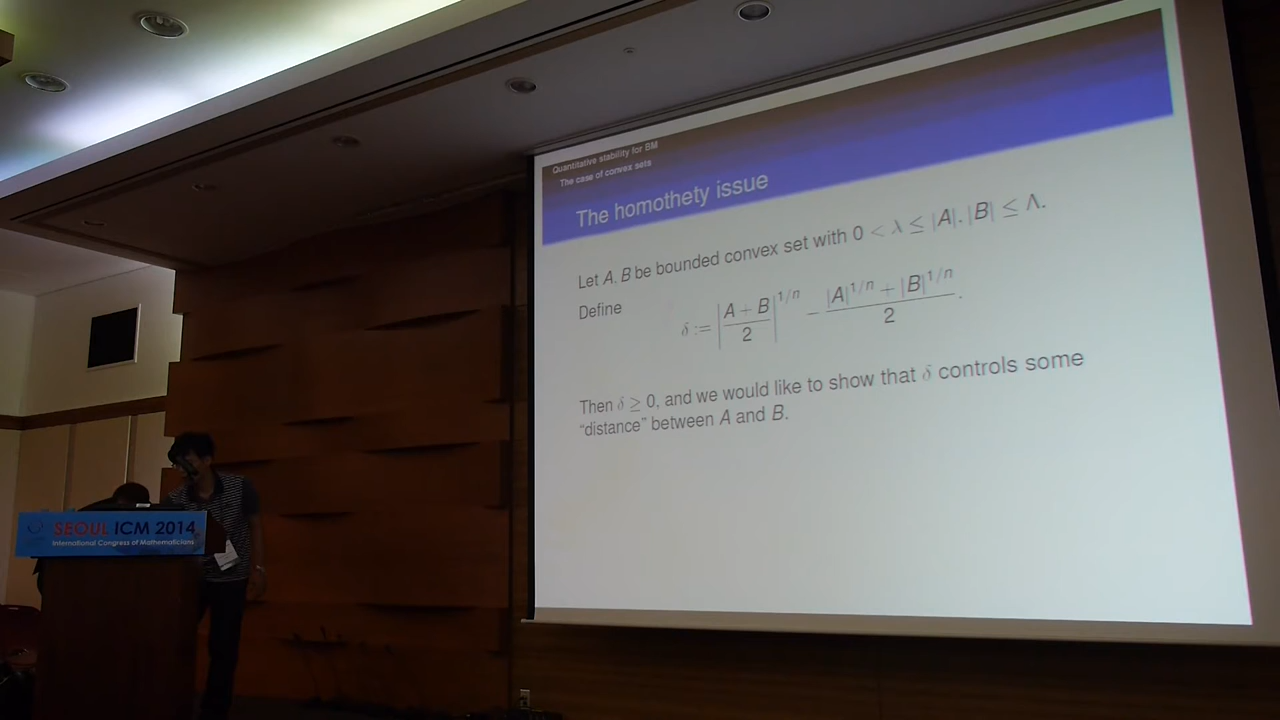 Quantitative stability for BM
The case of convex sets
The homothety issue
Let A, B be bounded convex set with 0 < λ ≤ |A|, |B| ≤ Λ.
Define
δ := |A + B / 2|^1/n − |A|^1/n + |B|^1/n / 2.
Then δ ≥ 0, and we would like to show that δ controls some
“distance” between A and B.
SEOUL ICM 2014
International Congress of Mathematicians